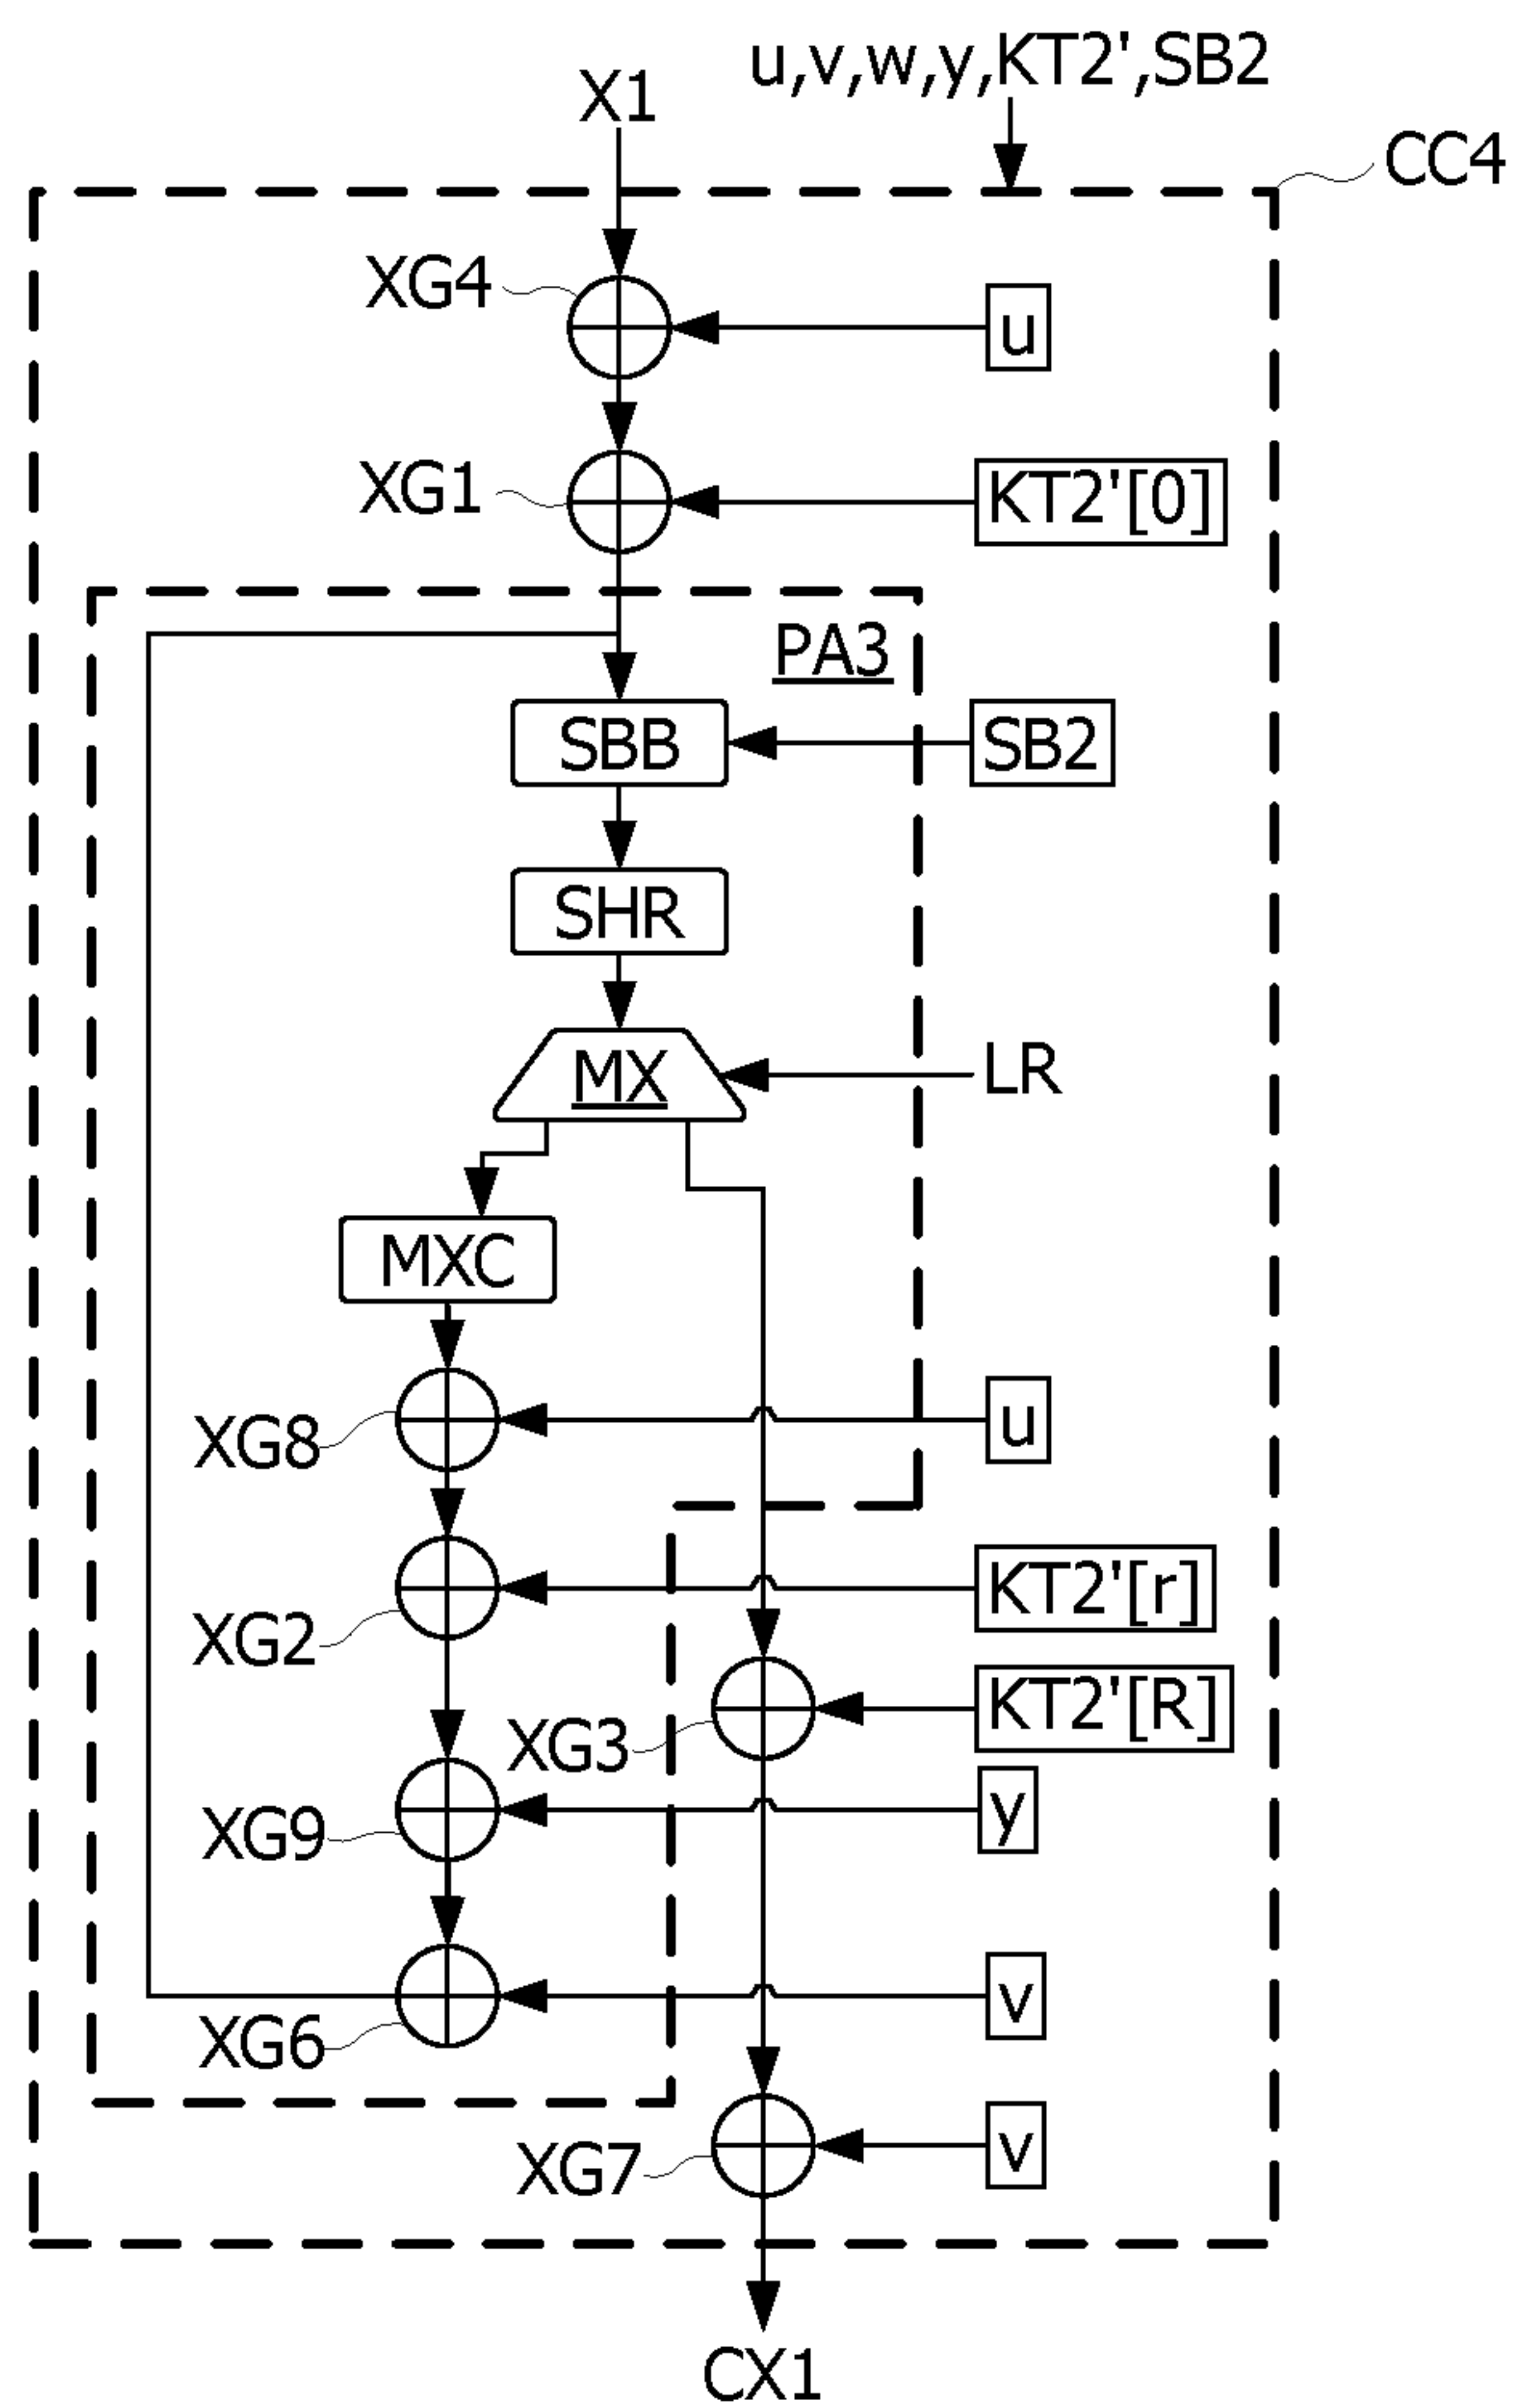 u,v,w,y,KT2',SB2
X1
CC4
XG4
u
XG1
KT2'[0]
PA3
SBB
SB2
SHR
MX
LR
MXC
XG8
u
XG2
KT2'[r]
XG3
KT2'[R]
XG9
y
XG6
v
XG7
v
CX1